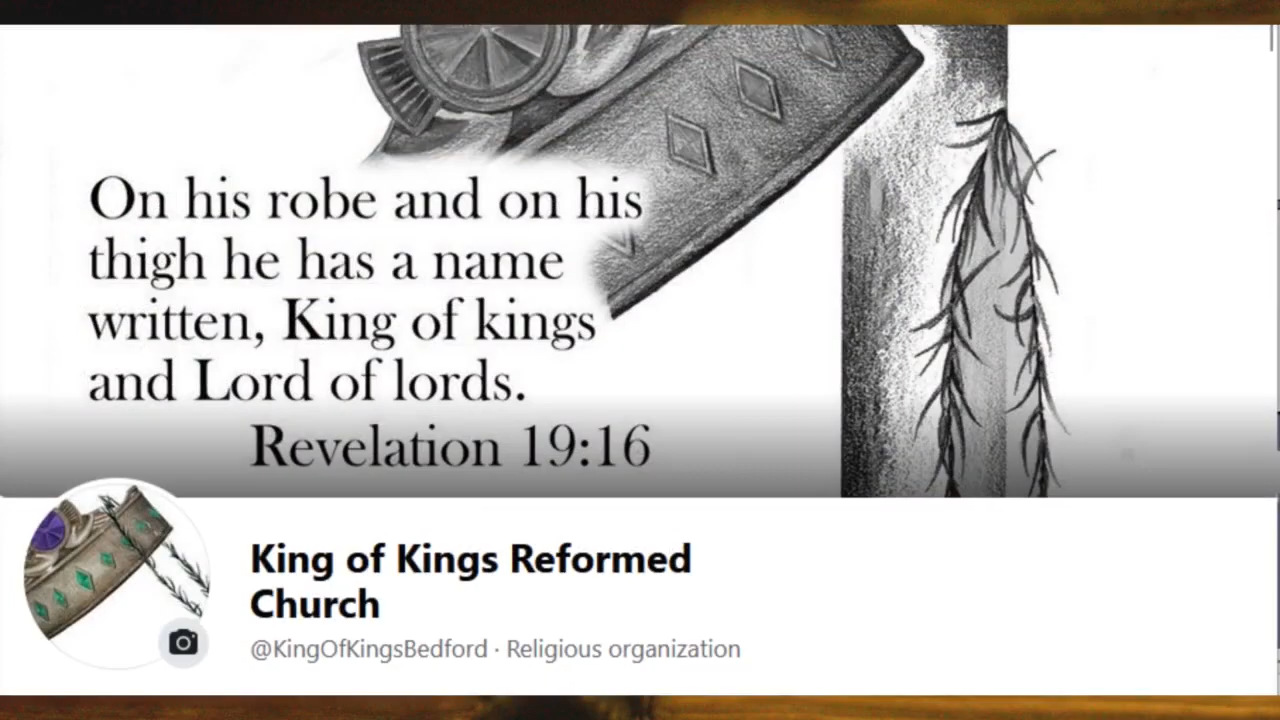 On his robe and on his
thigh he has a name
written, King of kings
and Lord of lords.
Revelation 19:16
King of Kings Reformed
Church
@KingOfKingsBedford · Religious organization